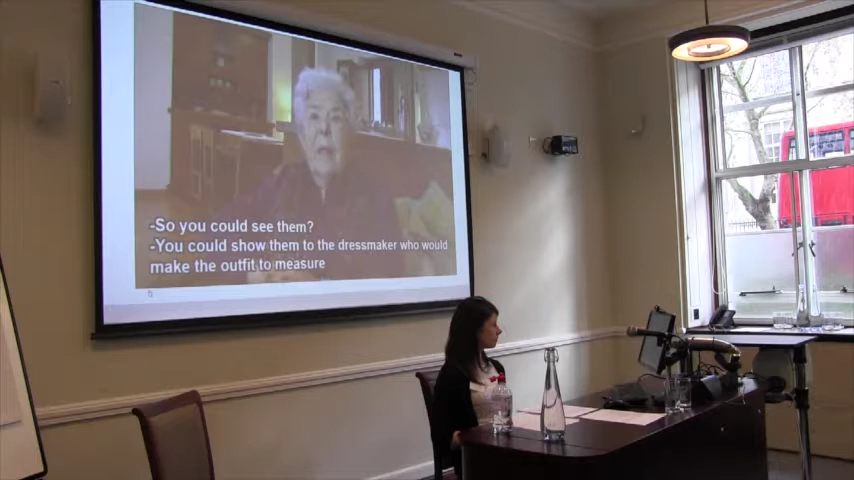 -So you could see them?
-You could show them to the dressmaker who would
make the outfit to measure